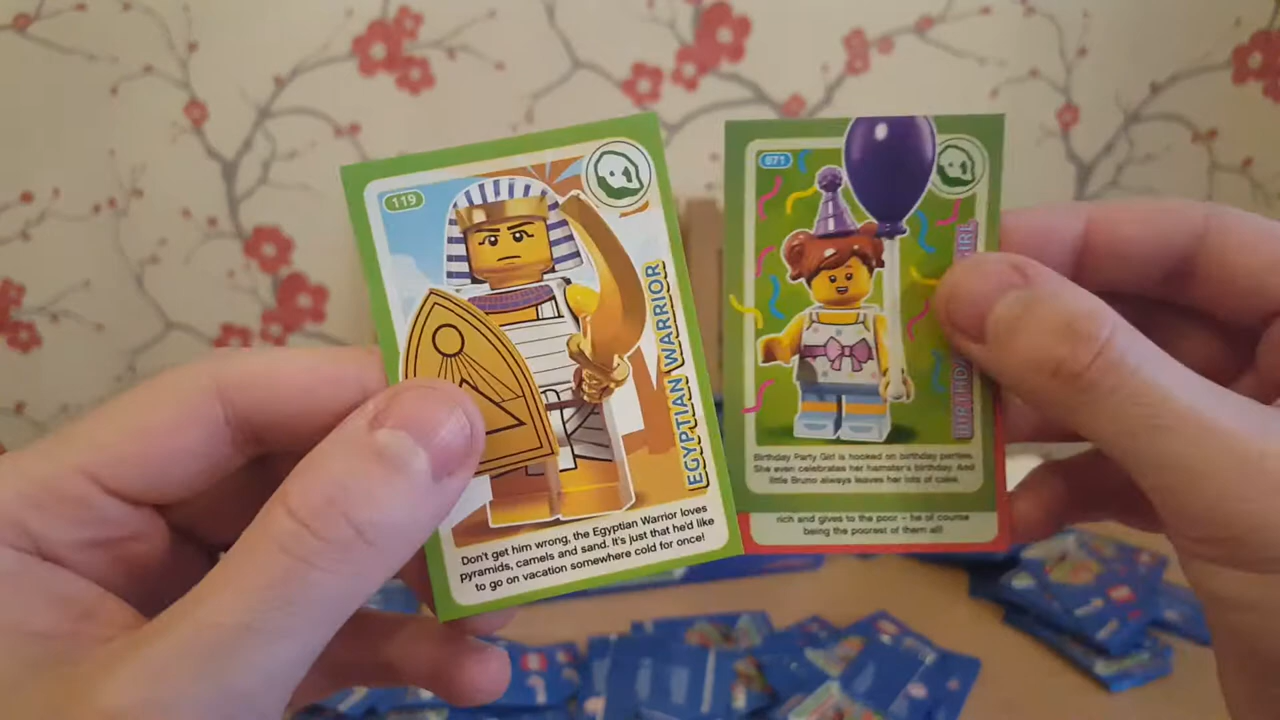 119
EGYPTIAN WARRIOR
Don't get him wrong, the Egyptian Warrior loves
pyramids, camels and sand. It's just that he'd like
to go on vacation somewhere cold for once!
071
BIRTHDAY GIRL
Birthday Party Girl is hooked on birthday parties.
She even celebrates her hamster's birthday. And
little Bruno always leaves her lots of cake.
rich and gives to the poor – he of course
being the poorest of them all!